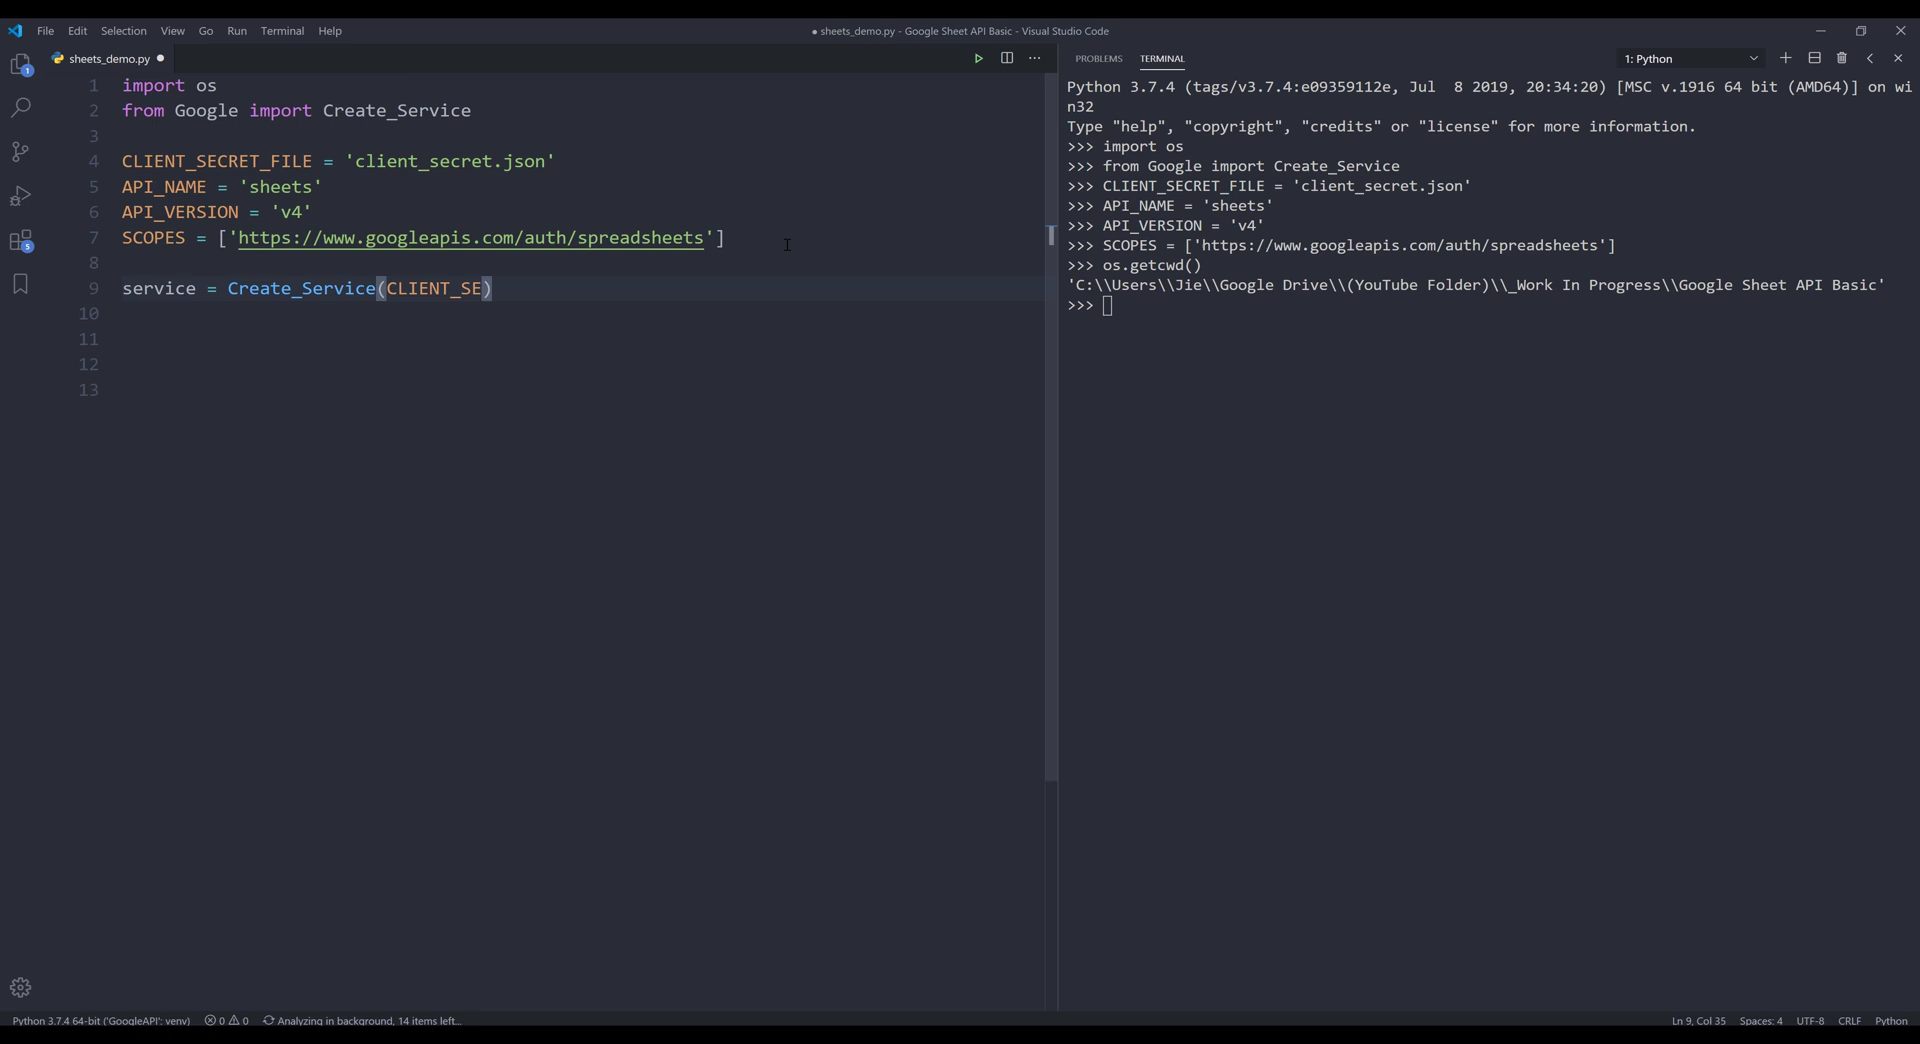 File Edit Selection View Go Run Terminal Help
● sheets_demo.py - Google Sheet API Basic - Visual Studio Code
sheets_demo.py ●
1 import os
2 from Google import Create_Service
3
4 CLIENT_SECRET_FILE = 'client_secret.json'
5 API_NAME = 'sheets'
6 API_VERSION = 'v4'
7 SCOPES = ['https://www.googleapis.com/auth/spreadsheets']
8
9 service = Create_Service(CLIENT_SE)
10
11
12
13
PROBLEMS TERMINAL
1: Python
Python 3.7.4 (tags/v3.7.4:e09359112e, Jul  8 2019, 20:34:20) [MSC v.1916 64 bit (AMD64)] on wi
n32
Type "help", "copyright", "credits" or "license" for more information.
>>> import os
>>> from Google import Create_Service
>>> CLIENT_SECRET_FILE = 'client_secret.json'
>>> API_NAME = 'sheets'
>>> API_VERSION = 'v4'
>>> SCOPES = ['https://www.googleapis.com/auth/spreadsheets']
>>> os.getcwd()
'C:\\Users\\Jie\\Google Drive\\(YouTube Folder)\\_Work In Progress\\Google Sheet API Basic'
>>>
1
5
Python 3.7.4 64-bit ('GoogleAPI': venv) 0 0 Analyzing in background, 14 items left...
Ln 9, Col 35 Spaces: 4 UTF-8 CRLF Python